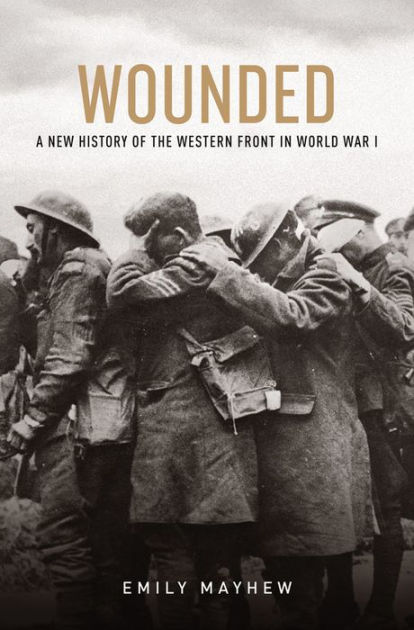 WOUNDED
A NEW HISTORY OF THE WESTERN FRONT IN WORLD WAR I
EMILY MAYHEW